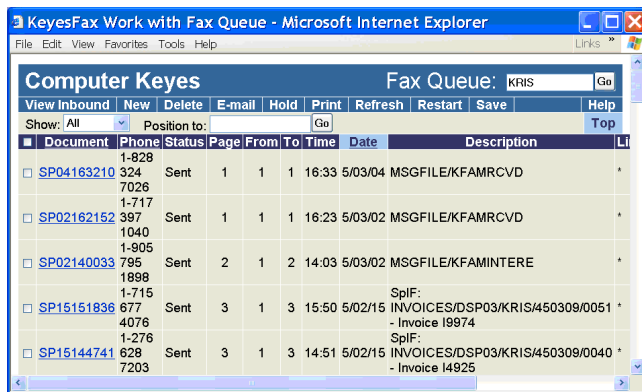 KeyesFax Work with Fax Queue - Microsoft Internet Explorer
File Edit View Favorites Tools Help Links »
Computer Keyes Fax Queue: KRIS Go
View Inbound New Delete E-mail Hold Print Refresh Restart Save Help
Show: All Position to: Go Top
Document Phone Status Page From To Time Date Description Li
1-828
SP04163210 324 Sent 1 1 1 16:33 5/03/04 MSGFILE/KFAMRCVD *
7026
1-717
SP02162152 397 Sent 1 1 1 16:23 5/03/02 MSGFILE/KFAMRCVD *
1040
1-905
SP02140033 795 Sent 2 1 2 14:03 5/03/02 MSGFILE/KFAMINTERE *
1898
1-715 SplF:
SP15151836 677 Sent 3 1 3 15:50 5/02/15 INVOICES/DSP03/KRIS/450309/0051 *
4076 - Invoice I9974
1-276 SplF:
SP15144741 628 Sent 3 1 3 14:51 5/02/15 INVOICES/DSP03/KRIS/450309/0040 *
7203 - Invoice I4925